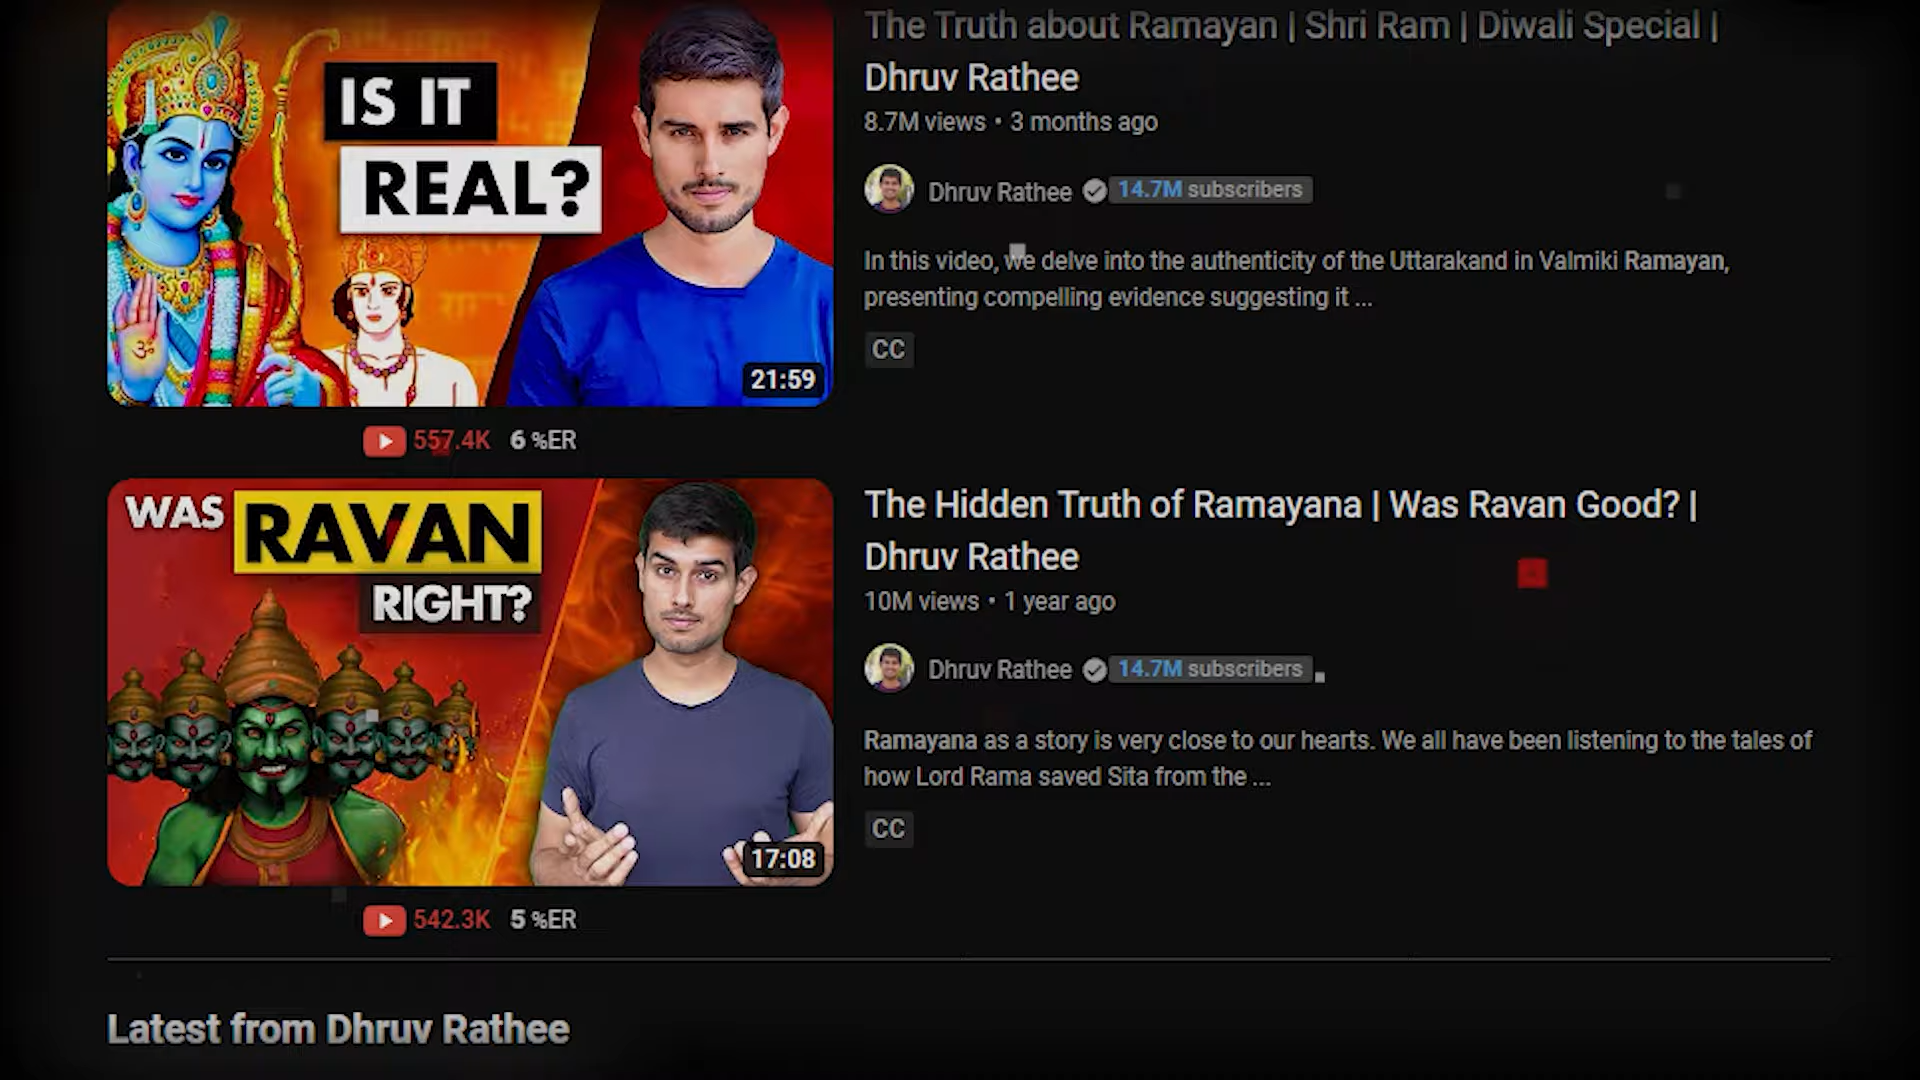 IS IT
REAL?
21:59
The Truth about Ramayan | Shri Ram | Diwali Special |
Dhruv Rathee
8.7M views • 3 months ago
Dhruv Rathee 14.7M subscribers
In this video, we delve into the authenticity of the Uttarakand in Valmiki Ramayan,
presenting compelling evidence suggesting it ...
CC
557.4K 6 %ER
WAS RAVAN
RIGHT?
17:08
The Hidden Truth of Ramayana | Was Ravan Good? |
Dhruv Rathee
10M views • 1 year ago
Dhruv Rathee 14.7M subscribers
Ramayana as a story is very close to our hearts. We all have been listening to the tales of
how Lord Rama saved Sita from the ...
CC
542.3K 5 %ER
Latest from Dhruv Rathee